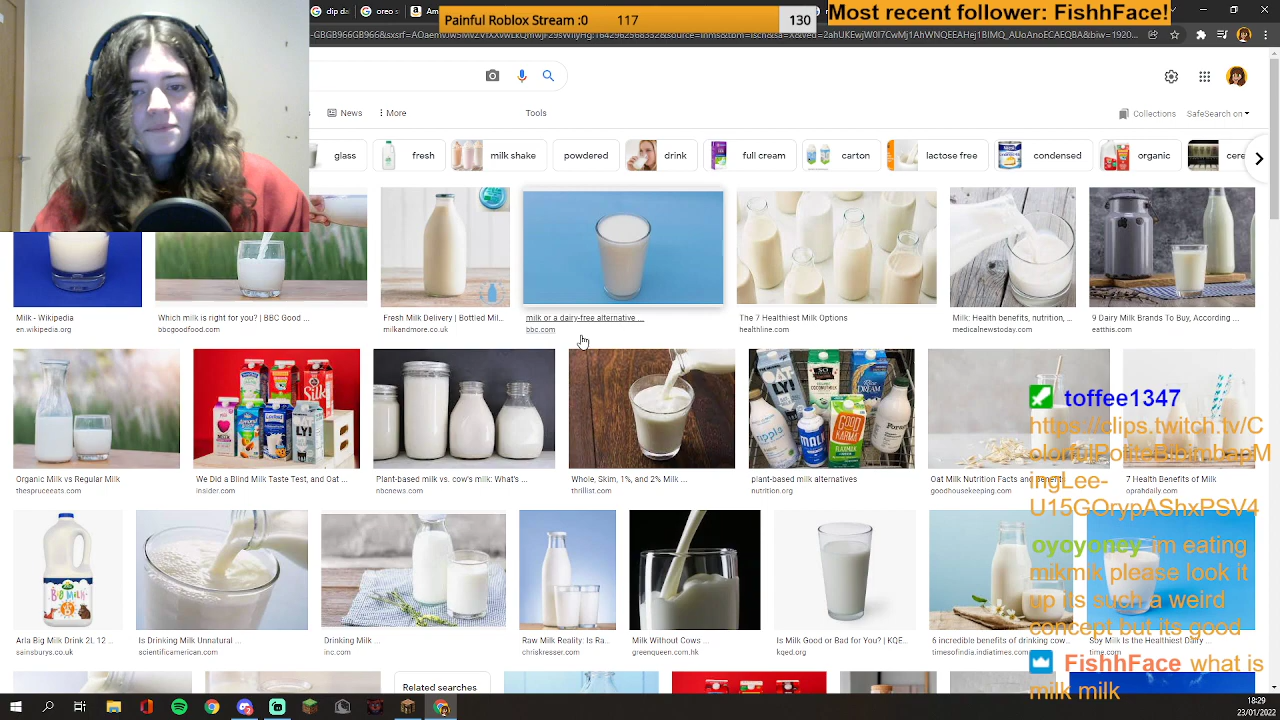 Painful Roblox Stream :0 117 130
Most recent follower: FishhFace!
News
More
Tools
Collections
SafeSearch on
glass
fresh
milk shake
powdered
drink
full cream
carton
lactose free
condensed
organic
cere
Milk - Wikipedia
en.wikipedia.org
Which milk is right for you? | BBC Good ...
bbcgoodfood.com
Fresh Milk Delivery | Bottled Mil...
milkandmore.co.uk
milk or a dairy-free alternative ...
bbc.com
The 7 Healthiest Milk Options
healthline.com
Milk: Health benefits, nutrition, ...
medicalnewstoday.com
9 Dairy Milk Brands To Buy, According ...
eatthis.com
Organic Milk vs Regular Milk
thespruceeats.com
We Did a Blind Milk Taste Test, and Oat ...
insider.com
Plant-based milk vs. cow's milk: What's ...
nbcnews.com
Whole, Skim, 1%, and 2% Milk ...
thrillist.com
plant-based milk alternatives
nutrition.org
Oat Milk Nutrition Facts and Benefits
goodhousekeeping.com
7 Health Benefits of Milk
oprahdaily.com
Arla Big Milk Drink 2L 12 ...
sainsburys.co.uk
Is Drinking Milk Unnatural ...
scientificamerican.com
Drinking Milk ...
Raw Milk Reality: Is Ra...
chriskresser.com
Milk Without Cows ...
greenqueen.com.hk
Is Milk Good or Bad for You? | KQE...
kqed.org
6 incredible benefits of drinking cow...
timesofindia.indiatimes.com
Soy Milk Is the Healthiest Dairy ...
Related searches
toffee1347
https://clips.twitch.tv/C
olorfulPoliteBibimbapM
ingLee-
U15GOrypAShxPSV4
oyoyoney im eating
mikmik please look it
up its such a weird
concept but its good
FishhFace what is
milk milk
18:29
23/01/2022